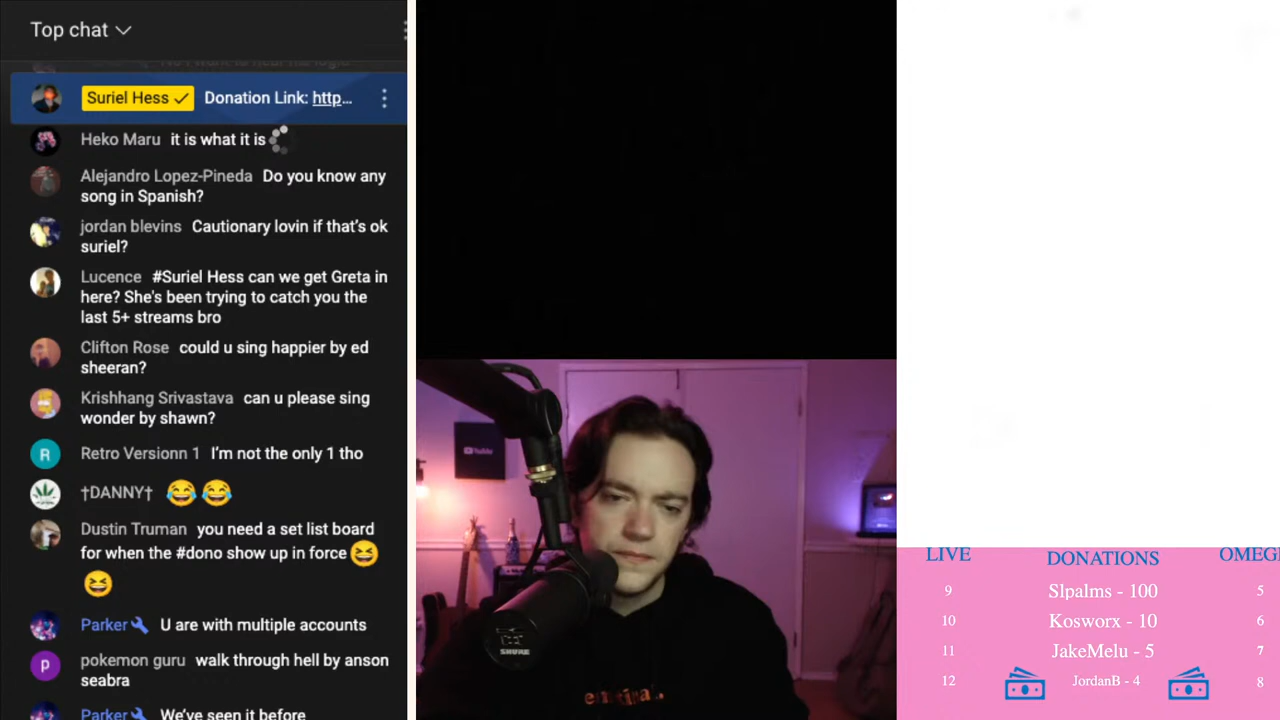 Top chat
Suriel Hess Donation Link: http...
Heko Maru it is what it is
Alejandro Lopez-Pineda Do you know any
song in Spanish?
jordan blevins Cautionary lovin if that's ok
suriel?
Lucence #Suriel Hess can we get Greta in
here? She's been trying to catch you the
last 5+ streams bro
Clifton Rose could u sing happier by ed
sheeran?
Krishhang Srivastava can u please sing
wonder by shawn?
R Retro Versionn 1 I'm not the only 1 tho
†DANNY† 😂 😂
Dustin Truman you need a set list board
for when the #dono show up in force 😆
😆
Parker U are with multiple accounts
p pokemon guru walk through hell by anson
seabra
Parker We've seen it before
YouTube
SHURE
LIVE DONATIONS OMEG
9 Slpalms - 100 5
10 Kosworx - 10 6
11 JakeMelu - 5 7
12 JordanB - 4 8